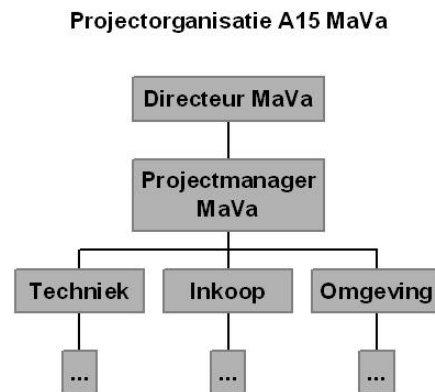 Projectorganisatie A15 MaVa
Directeur MaVa
Projectmanager
MaVa
Techniek
Inkoop
Omgeving
...
...
...